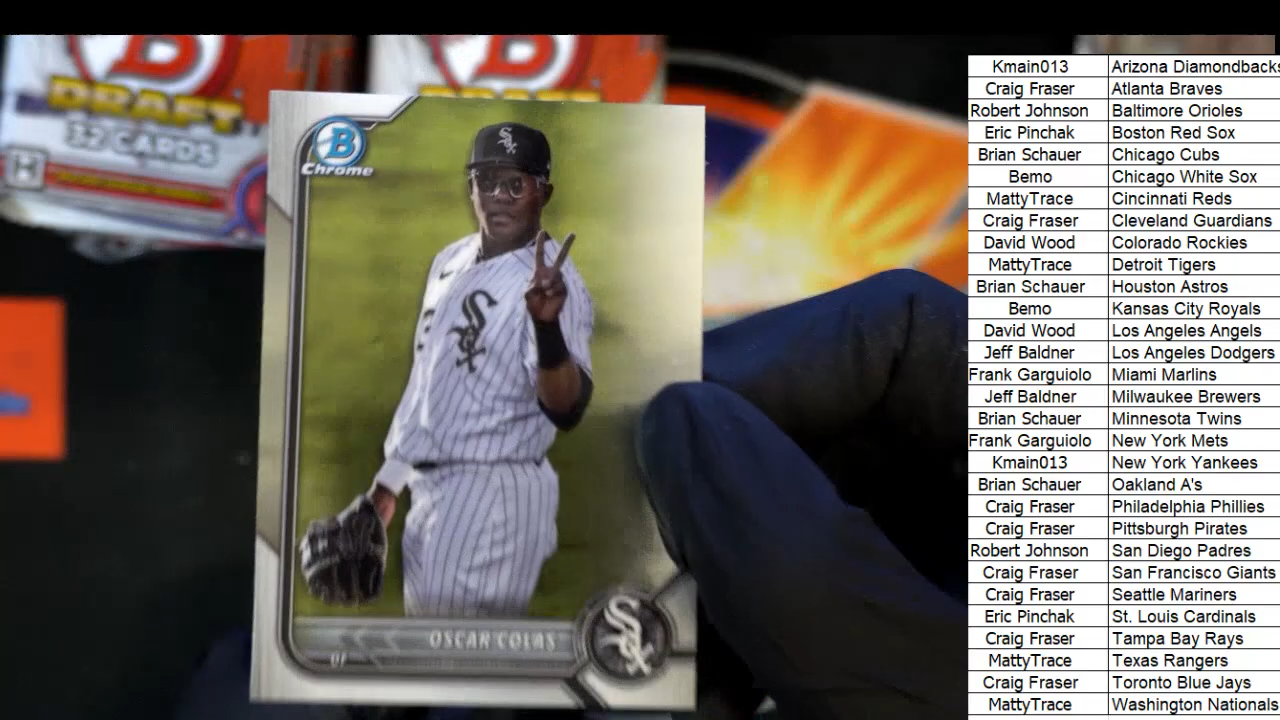 DRAFT
32 CARDS
B
Chrome
Sox
OSCAR COLAS
OF
Sox
Kmain013 Arizona Diamondbacks
Craig Fraser Atlanta Braves
Robert Johnson Baltimore Orioles
Eric Pinchak Boston Red Sox
Brian Schauer Chicago Cubs
Bemo Chicago White Sox
MattyTrace Cincinnati Reds
Craig Fraser Cleveland Guardians
David Wood Colorado Rockies
MattyTrace Detroit Tigers
Brian Schauer Houston Astros
Bemo Kansas City Royals
David Wood Los Angeles Angels
Jeff Baldner Los Angeles Dodgers
Frank Garguiolo Miami Marlins
Jeff Baldner Milwaukee Brewers
Brian Schauer Minnesota Twins
Frank Garguiolo New York Mets
Kmain013 New York Yankees
Brian Schauer Oakland A's
Craig Fraser Philadelphia Phillies
Craig Fraser Pittsburgh Pirates
Robert Johnson San Diego Padres
Craig Fraser San Francisco Giants
Craig Fraser Seattle Mariners
Eric Pinchak St. Louis Cardinals
Craig Fraser Tampa Bay Rays
MattyTrace Texas Rangers
Craig Fraser Toronto Blue Jays
MattyTrace Washington Nationals